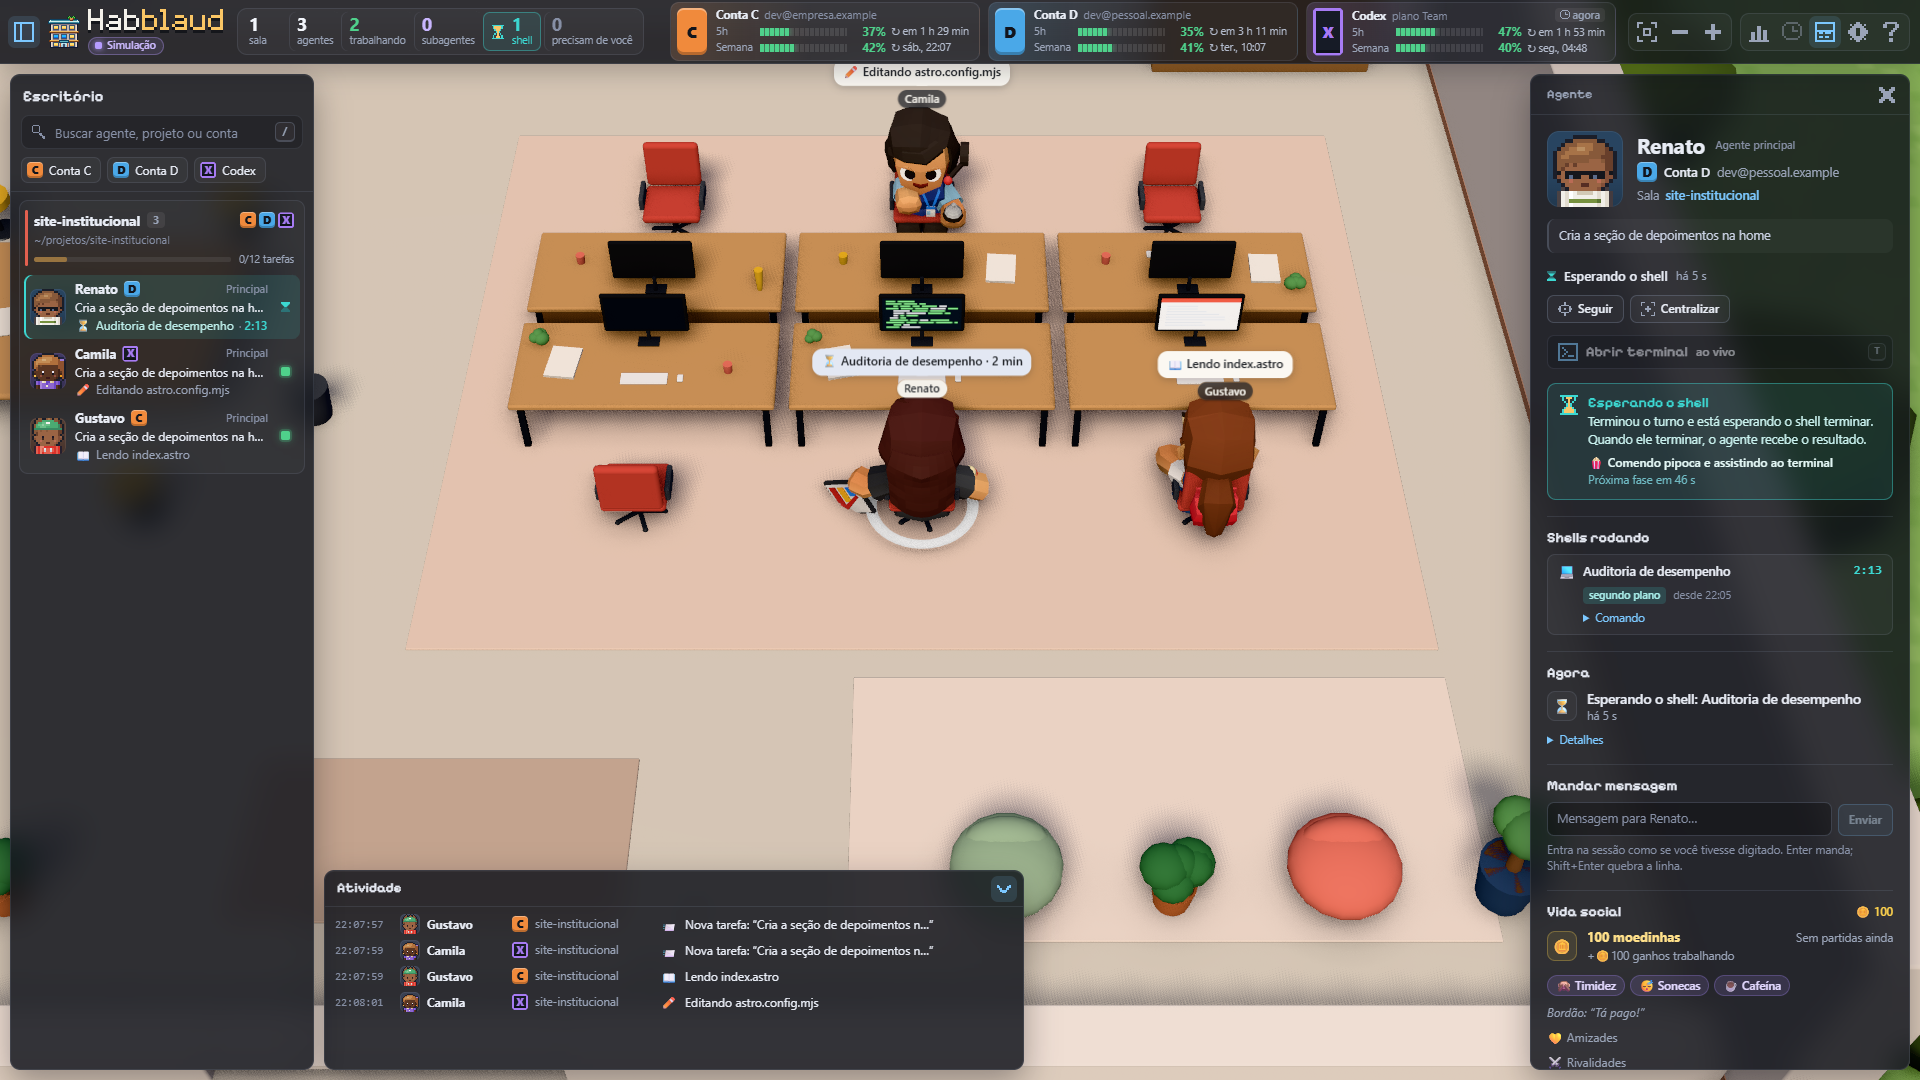 Habblaud
Simulação
1 sala
3 agentes
2 trabalhando
0 subagentes
1 shell
0 precisam de você
C
Conta C dev@empresa.example
5h 37% ↻ em 1 h 29 min
Semana 42% ↻ sáb., 22:07
D
Conta D dev@pessoal.example
5h 35% ↻ em 3 h 11 min
Semana 41% ↻ ter., 10:07
X
Codex plano Team agora
5h 47% ↻ em 1 h 53 min
Semana 40% ↻ seg., 04:48
Escritório
Buscar agente, projeto ou conta /
C Conta C
D Conta D
X Codex
site-institucional 3 C D X
~/projetos/site-institucional
0/12 tarefas
Renato D Principal
Cria a seção de depoimentos na h...
Auditoria de desempenho · 2:13
Camila X Principal
Cria a seção de depoimentos na h...
Editando astro.config.mjs
Gustavo C Principal
Cria a seção de depoimentos na h...
Lendo index.astro
Editando astro.config.mjs
Camila
Auditoria de desempenho · 2 min
Renato
Lendo index.astro
Gustavo
Atividade
22:07:57 Gustavo C site-institucional Nova tarefa: “Cria a seção de depoimentos n...”
22:07:59 Camila X site-institucional Nova tarefa: “Cria a seção de depoimentos n...”
22:07:59 Gustavo C site-institucional Lendo index.astro
22:08:01 Camila X site-institucional Editando astro.config.mjs
Agente
Renato Agente principal
D Conta D dev@pessoal.example
Sala site-institucional
Cria a seção de depoimentos na home
Esperando o shell há 5 s
Seguir
Centralizar
Abrir terminal ao vivo T
Esperando o shell
Terminou o turno e está esperando o shell terminar.
Quando ele terminar, o agente recebe o resultado.
Comendo pipoca e assistindo ao terminal
Próxima fase em 46 s
Shells rodando
Auditoria de desempenho 2:13
segundo plano desde 22:05
Comando
Agora
Esperando o shell: Auditoria de desempenho
há 5 s
Detalhes
Mandar mensagem
Mensagem para Renato...
Enviar
Entra na sessão como se você tivesse digitado. Enter manda;
Shift+Enter quebra a linha.
Vida social 100
100 moedinhas Sem partidas ainda
+ 100 ganhos trabalhando
Timidez
Sonecas
Cafeína
Bordão: “Tá pago!”
Amizades
Rivalidades